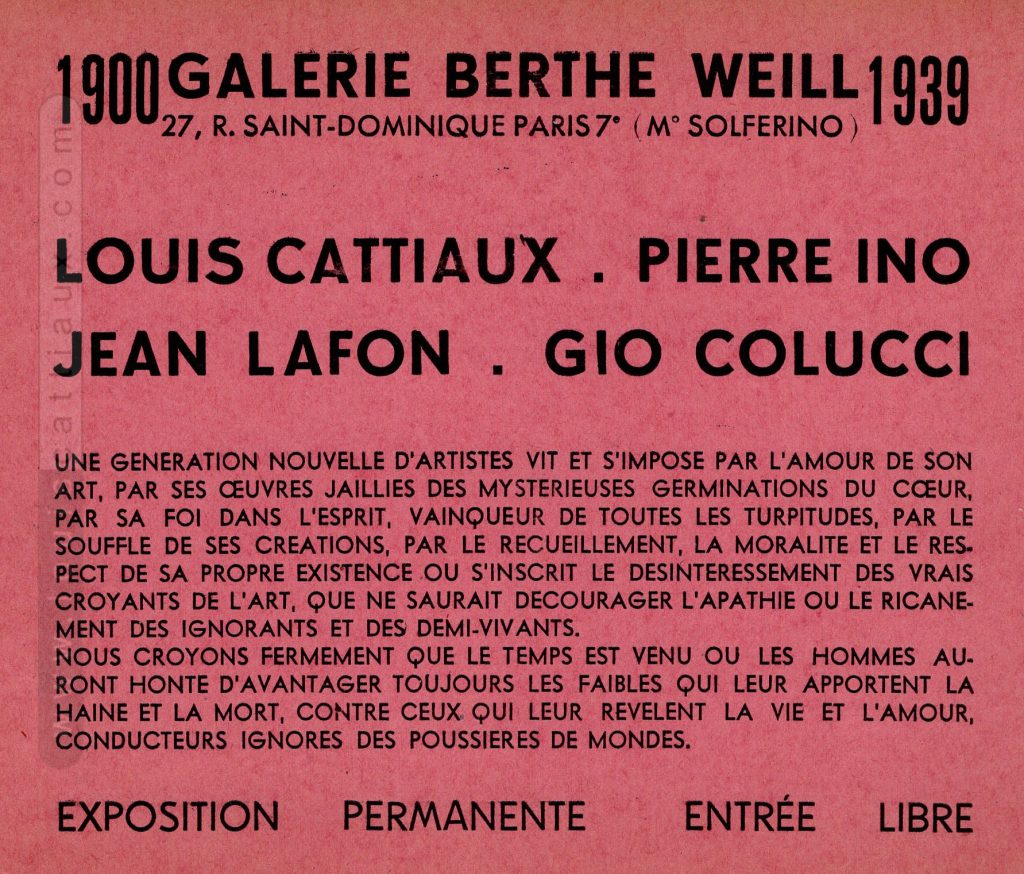 1900 GALERIE BERTHE WEILL 1939
27, R. SAINT-DOMINIQUE PARIS 7e (M° SOLFERINO)
LOUIS CATTIAUX . PIERRE INO
JEAN LAFON . GIO COLUCCI
UNE GENERATION NOUVELLE D'ARTISTES VIT ET S'IMPOSE PAR L'AMOUR DE SON
ART, PAR SES ŒUVRES JAILLIES DES MYSTERIEUSES GERMINATIONS DU CŒUR,
PAR SA FOI DANS L'ESPRIT, VAINQUEUR DE TOUTES LES TURPITUDES, PAR LE
SOUFFLE DE SES CREATIONS, PAR LE RECUEILLEMENT, LA MORALITE ET LE RES-
PECT DE SA PROPRE EXISTENCE OU S'INSCRIT LE DESINTERESSEMENT DES VRAIS
CROYANTS DE L'ART, QUE NE SAURAIT DECOURAGER L'APATHIE OU LE RICANE-
MENT DES IGNORANTS ET DES DEMI-VIVANTS.
NOUS CROYONS FERMEMENT QUE LE TEMPS EST VENU OU LES HOMMES AU-
RONT HONTE D'AVANTAGER TOUJOURS LES FAIBLES QUI LEUR APPORTENT LA
HAINE ET LA MORT, CONTRE CEUX QUI LEUR REVELENT LA VIE ET L'AMOUR,
CONDUCTEURS IGNORES DES POUSSIERES DE MONDES.
EXPOSITION PERMANENTE ENTRÉE LIBRE